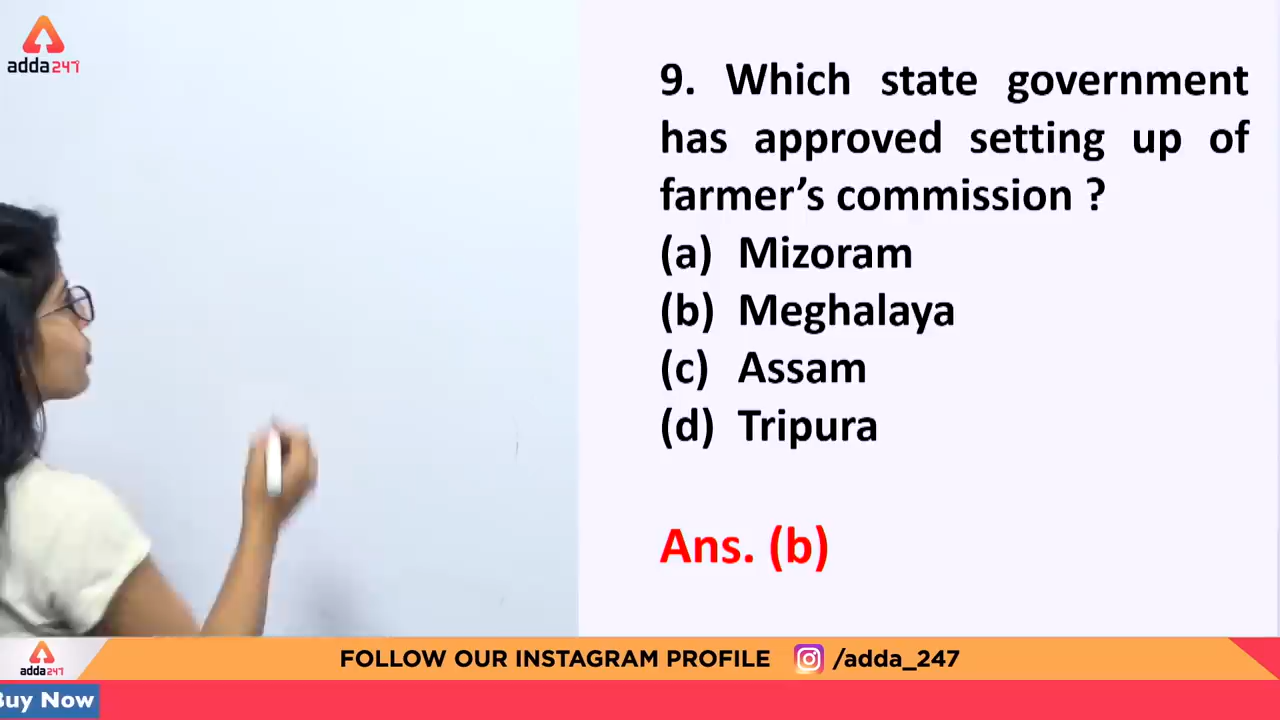 adda247
9. Which state government
has approved setting up of
farmer's commission ?
(a) Mizoram
(b) Meghalaya
(c) Assam
(d) Tripura
Ans. (b)
adda247
FOLLOW OUR INSTAGRAM PROFILE /adda_247
Buy Now